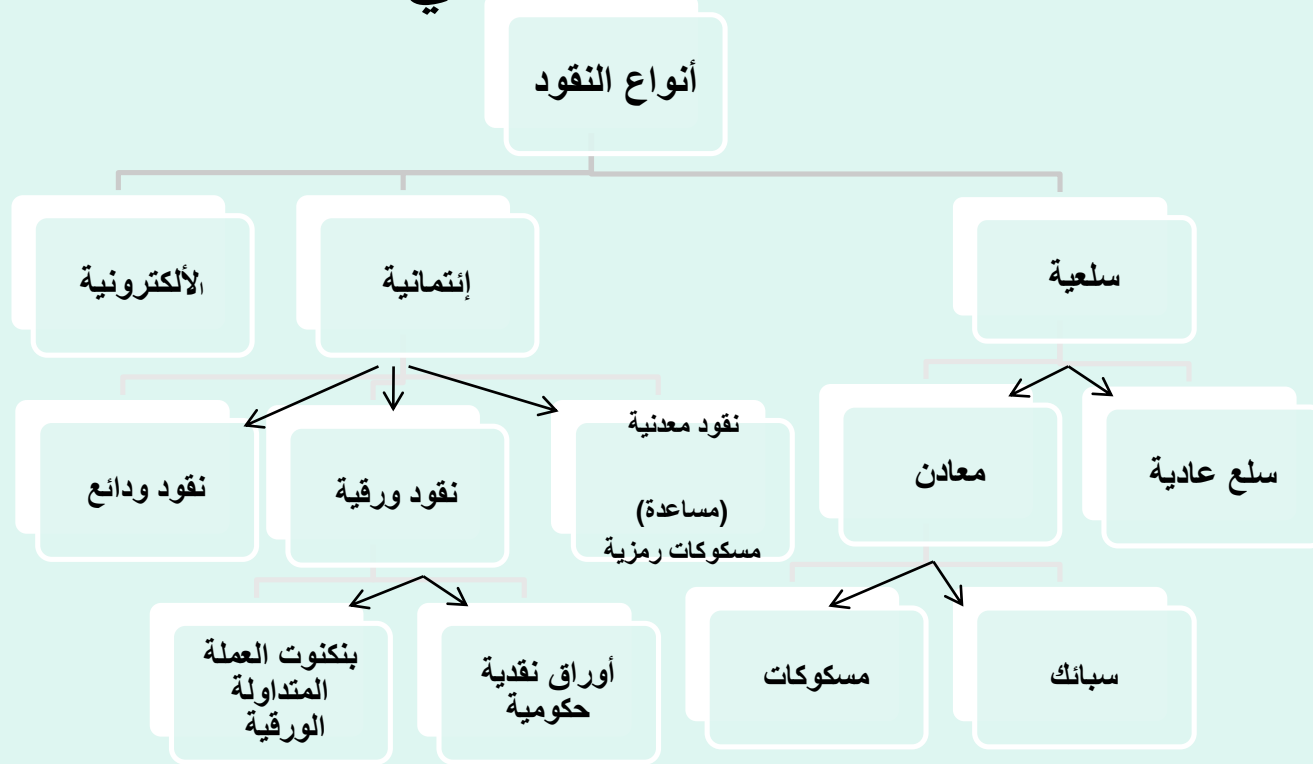 أنواع النقود
سلعية
إئتمانية
الألكترونية
سلع عادية
معادن
نقود معدنية
(مساعدة)
مسكوكات رمزية
نقود ورقية
نقود ودائع
سبائك
مسكوكات
أوراق نقدية
حكومية
بنكنوت العملة
المتداولة
الورقية